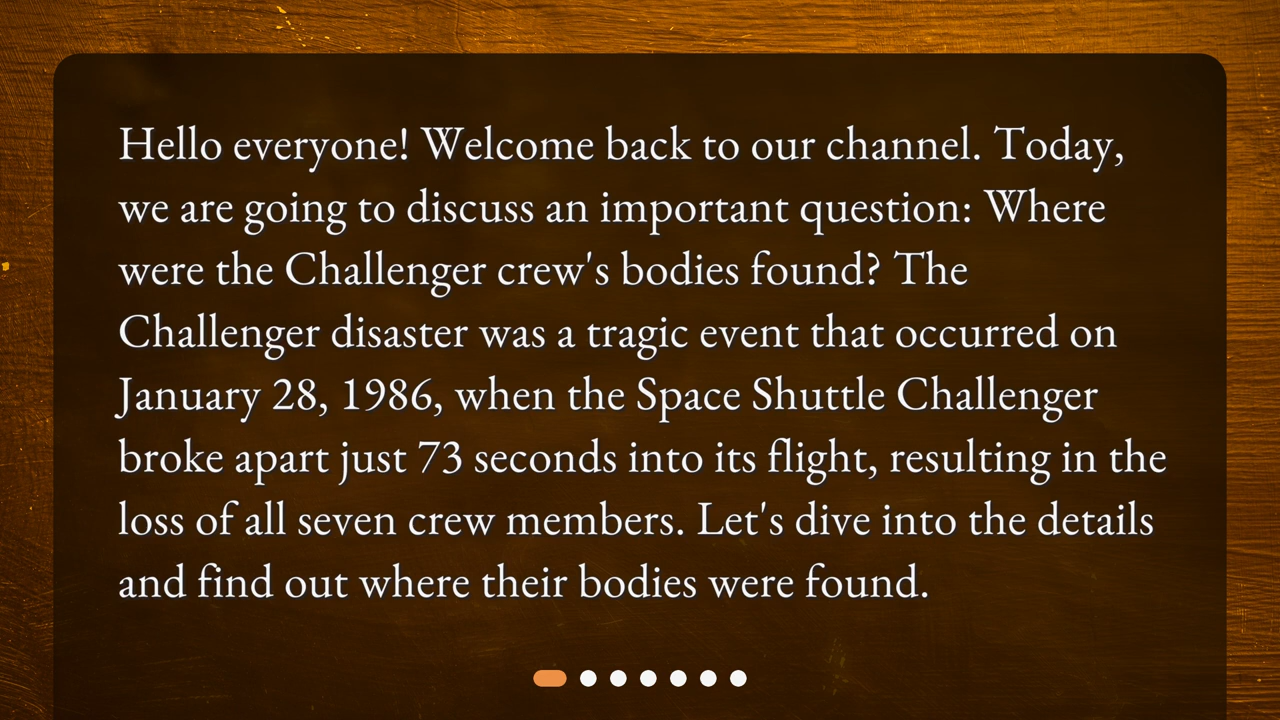 Hello everyone! Welcome back to our channel. Today,
we are going to discuss an important question: Where
were the Challenger crew's bodies found? The
Challenger disaster was a tragic event that occurred on
January 28, 1986, when the Space Shuttle Challenger
broke apart just 73 seconds into its flight, resulting in the
loss of all seven crew members. Let's dive into the details
and find out where their bodies were found.